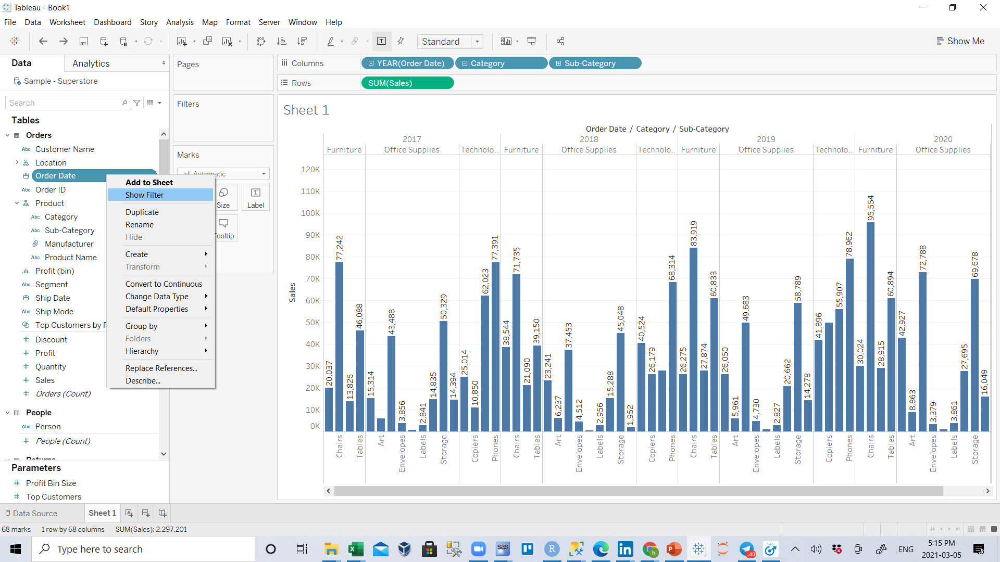 Tableau - Book1
File Data Worksheet Dashboard Story Analysis Map Format Server Window Help
Standard
Show Me
Data
Analytics
Sample - Superstore
Search
Tables
Orders
Abc Customer Name
Location
Order Date
Abc Order ID
Product
Abc Category
Abc Sub-Category
Manufacturer
Abc Product Name
Profit (bin)
Abc Segment
Ship Date
Abc Ship Mode
Top Customers by P
# Discount
# Profit
# Quantity
# Sales
# Orders (Count)
People
Abc Person
# People (Count)
Returns
Parameters
# Profit Bin Size
# Top Customers
Add to Sheet
Show Filter
Duplicate
Rename
Hide
Create
Transform
Convert to Continuous
Change Data Type
Default Properties
Group by
Folders
Hierarchy
Replace References...
Describe...
Pages
Filters
Marks
Automatic
Size
Label
Tooltip
Columns
YEAR(Order Date)
Category
Sub-Category
Rows
SUM(Sales)
Sheet 1
Order Date / Category / Sub-Category
2017 2018 2019 2020
Furniture Office Supplies Technolo.. Furniture Office Supplies Technolo.. Furniture Office Supplies Technolo.. Furniture Office Supplies
Sales
120K
110K
100K
90K
80K
70K
60K
50K
40K
30K
20K
10K
0K
20,037 77,242 13,826 46,088 15,314 43,488 3,856 2,841 14,835 50,329 14,394 25,014 10,850 62,023 77,391
38,544 71,735 21,090 39,150 23,241 6,237 37,453 4,512 2,956 15,288 45,048 1,952 40,524 26,179 68,314
26,275 83,919 27,874 60,833 26,050 5,961 49,683 4,730 2,827 20,662 58,789 14,278 41,896 55,907 78,962
30,024 95,554 28,915 60,894 42,927 8,863 72,788 3,379 3,861 27,695 69,678 16,049
Chairs Tables Art Envelopes Labels Storage Copiers Phones Chairs Tables Art Envelopes Labels Storage Copiers Phones Chairs Tables Art Envelopes Labels Storage Copiers Phones Chairs Tables Art Envelopes Labels Storage
Data Source
Sheet 1
68 marks 1 row by 68 columns SUM(Sales): 2,297,201
Type here to search
sas
R
in
h
P
40
SAS
ENG
5:15 PM
2021-03-05